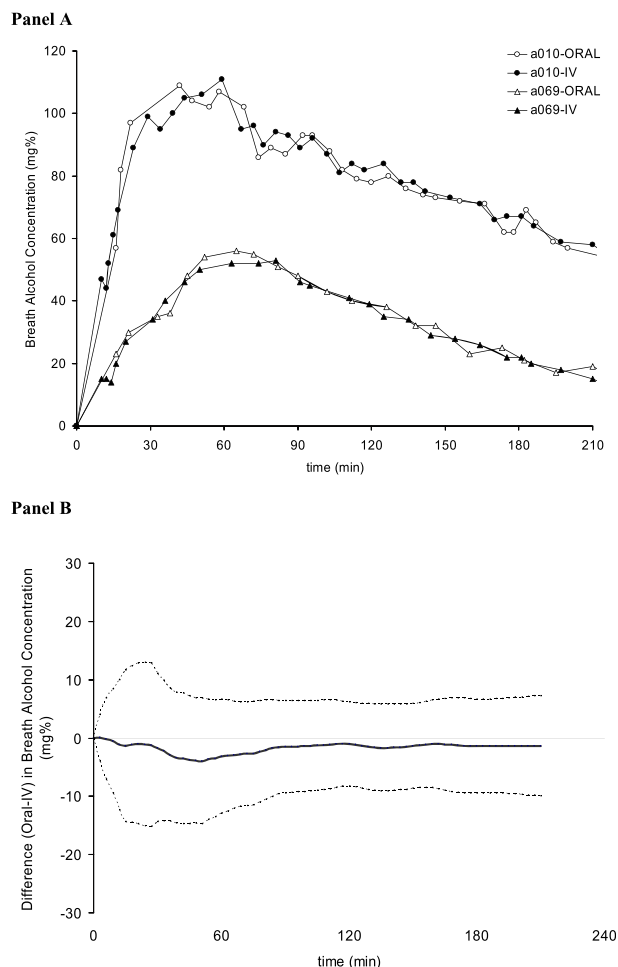 Panel A
120
100
80
60
40
20
0
Breath Alcohol Concentration (mg%)
a010-ORAL
a010-IV
a069-ORAL
a069-IV
0 30 60 90 120 150 180 210
time (min)
Panel B
30
20
10
0
-10
-20
-30
Difference (Oral-IV) in Breath Alcohol Concentration
(mg%)
0 60 120 180 240
time (min)